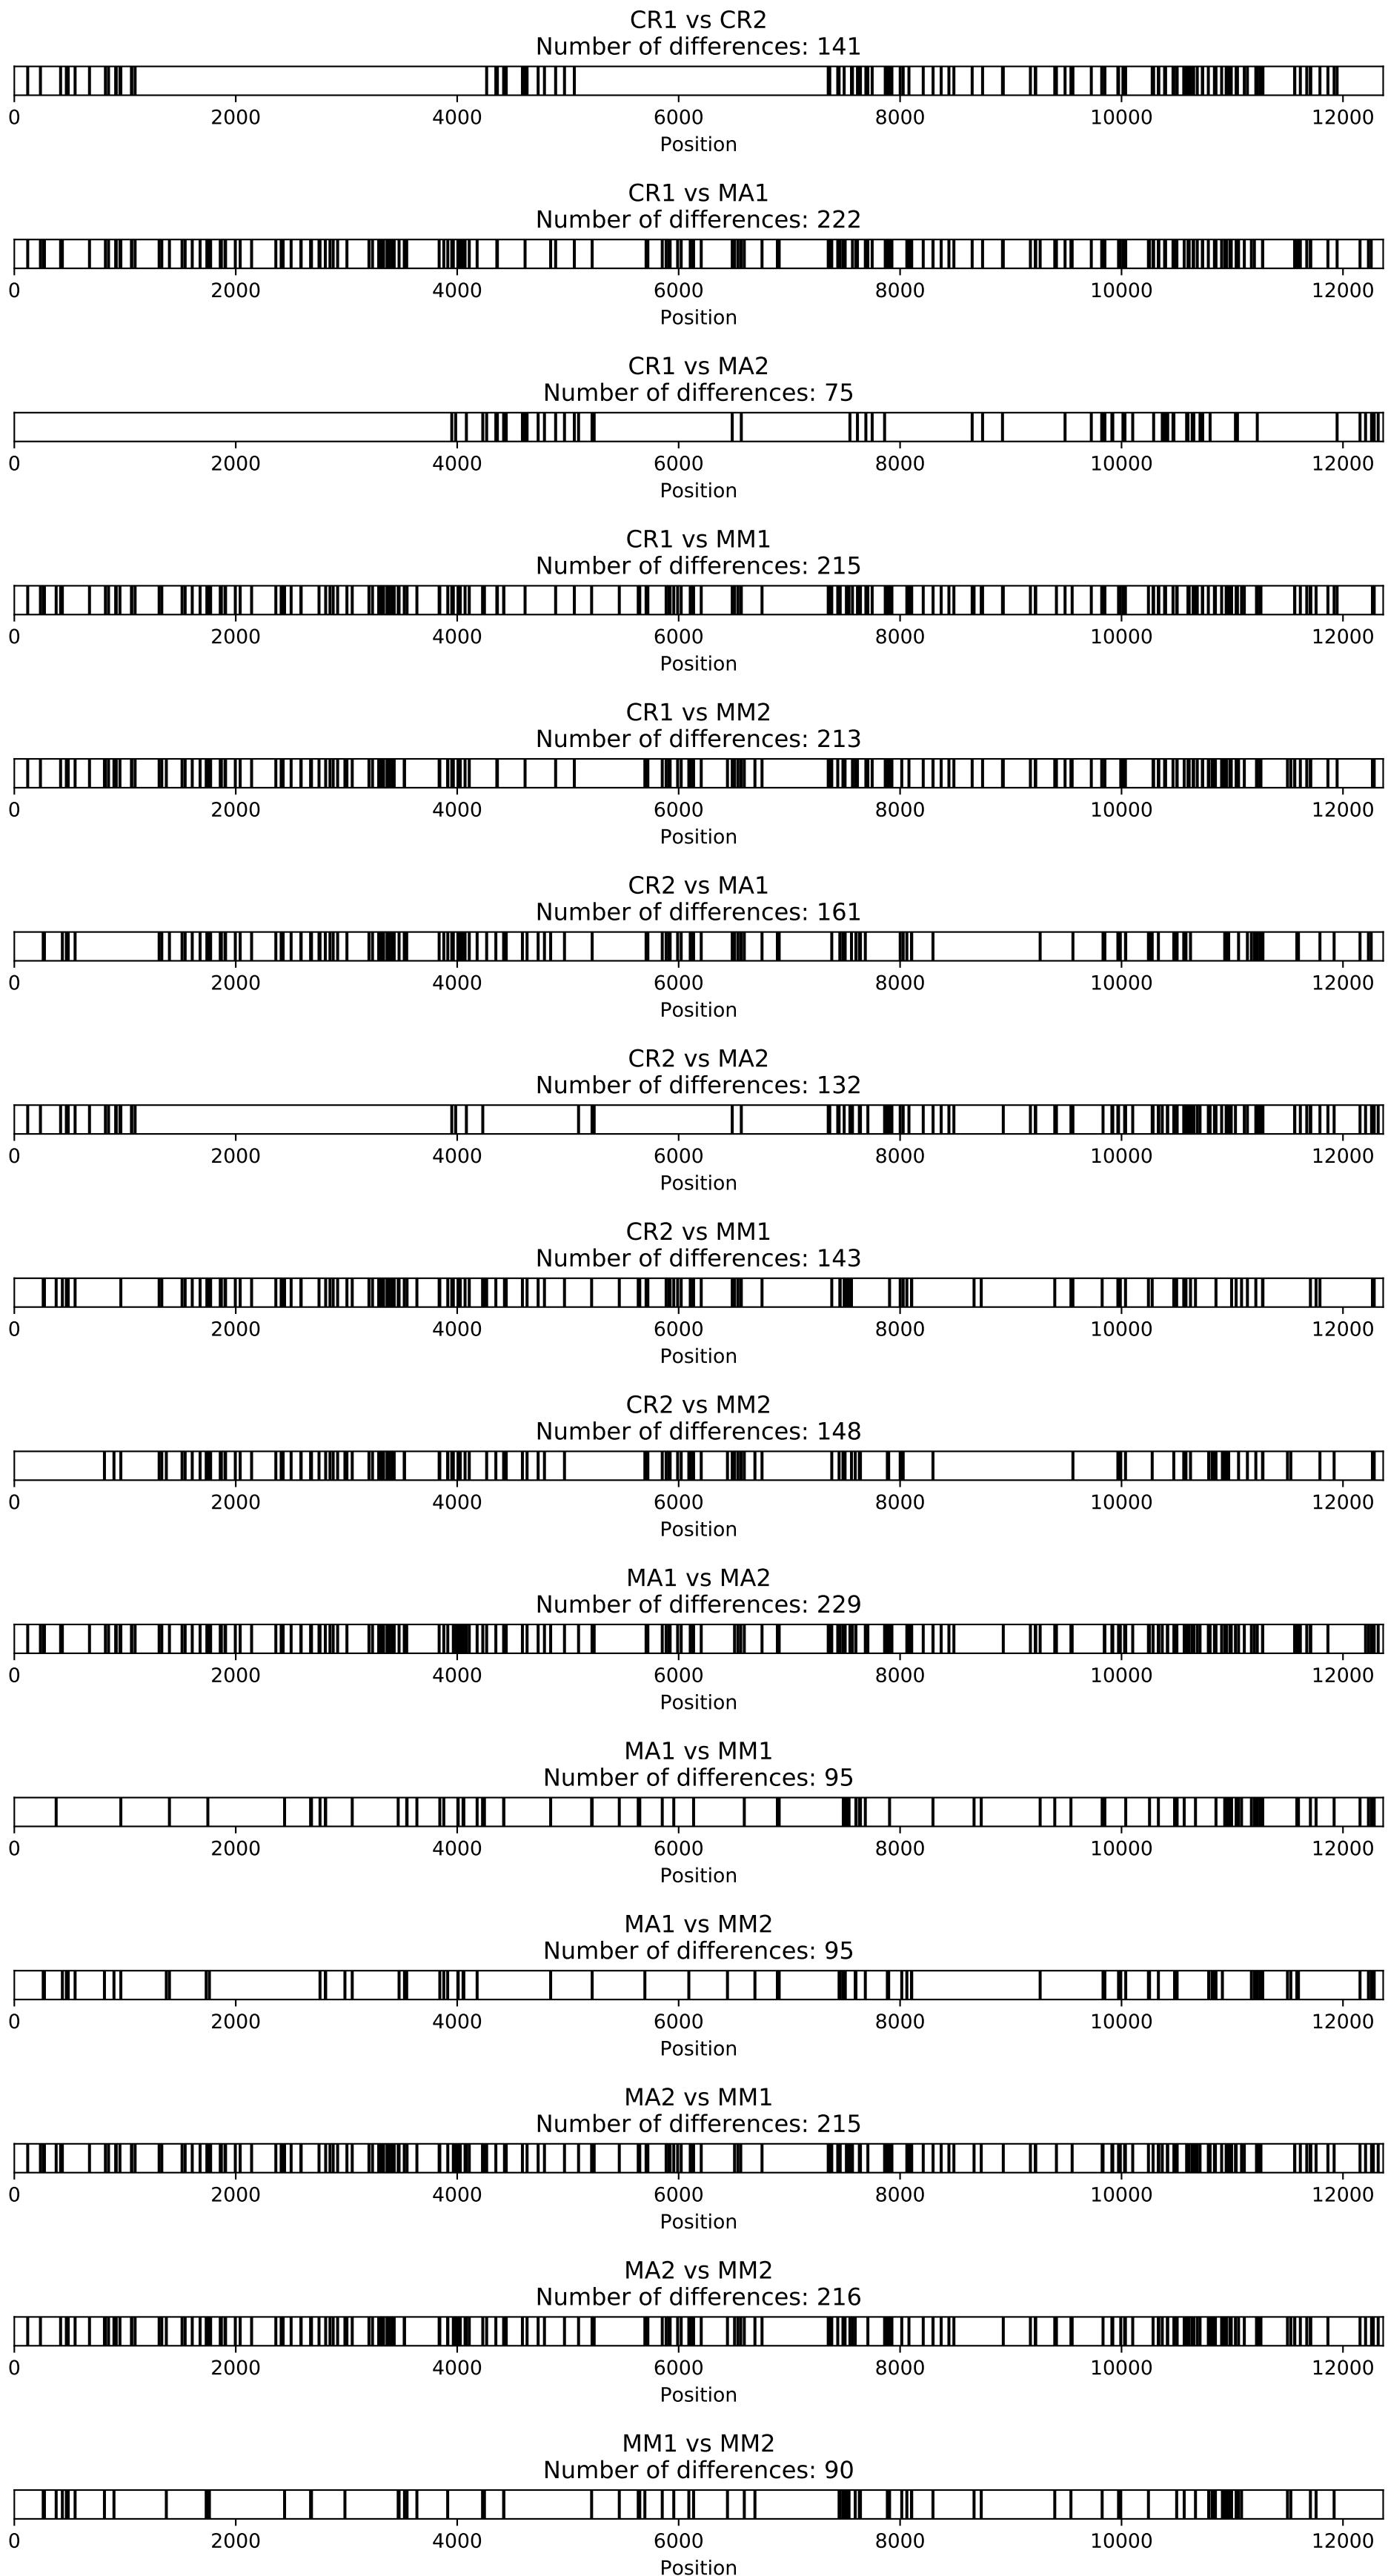 CR1 vs CR2
Number of differences: 141
0 2000 4000 6000 8000 10000 12000
Position
CR1 vs MA1
Number of differences: 222
0 2000 4000 6000 8000 10000 12000
Position
CR1 vs MA2
Number of differences: 75
0 2000 4000 6000 8000 10000 12000
Position
CR1 vs MM1
Number of differences: 215
0 2000 4000 6000 8000 10000 12000
Position
CR1 vs MM2
Number of differences: 213
0 2000 4000 6000 8000 10000 12000
Position
CR2 vs MA1
Number of differences: 161
0 2000 4000 6000 8000 10000 12000
Position
CR2 vs MA2
Number of differences: 132
0 2000 4000 6000 8000 10000 12000
Position
CR2 vs MM1
Number of differences: 143
0 2000 4000 6000 8000 10000 12000
Position
CR2 vs MM2
Number of differences: 148
0 2000 4000 6000 8000 10000 12000
Position
MA1 vs MA2
Number of differences: 229
0 2000 4000 6000 8000 10000 12000
Position
MA1 vs MM1
Number of differences: 95
0 2000 4000 6000 8000 10000 12000
Position
MA1 vs MM2
Number of differences: 95
0 2000 4000 6000 8000 10000 12000
Position
MA2 vs MM1
Number of differences: 215
0 2000 4000 6000 8000 10000 12000
Position
MA2 vs MM2
Number of differences: 216
0 2000 4000 6000 8000 10000 12000
Position
MM1 vs MM2
Number of differences: 90
0 2000 4000 6000 8000 10000 12000
Position